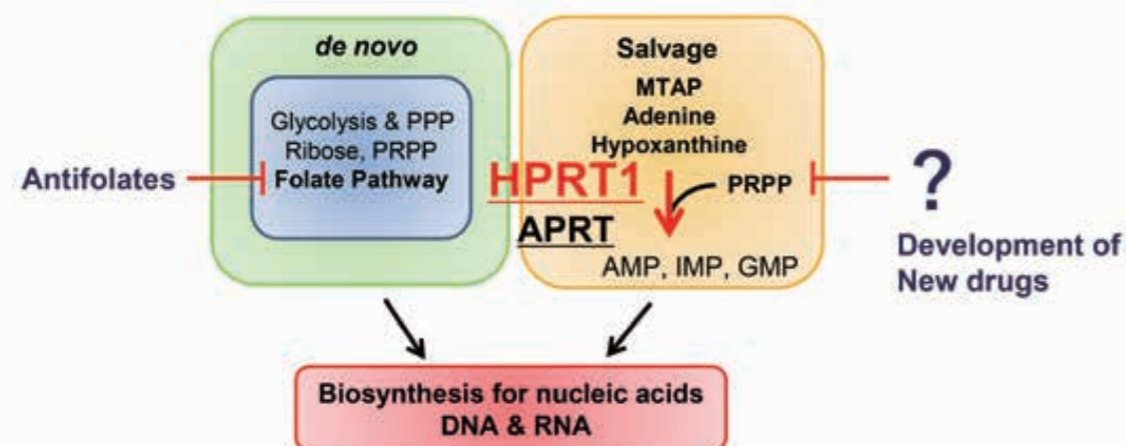 de novo
Glycolysis & PPP
Ribose, PRPP
Folate Pathway
Antifolates
Salvage
MTAP
Adenine
Hypoxanthine
HPRT1
PRPP
APRT
AMP, IMP, GMP
?
Development of
New drugs
Biosynthesis for nucleic acids
DNA & RNA